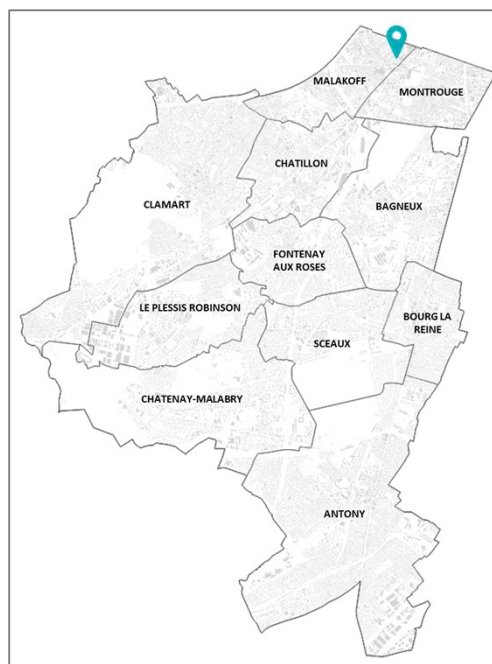 MALAKOFF
MONTROUGE
CHATILLON
CLAMART
BAGNEUX
FONTENAY
AUX ROSES
LE PLESSIS ROBINSON
BOURG LA
REINE
SCEAUX
CHATENAY-MALABRY
ANTONY